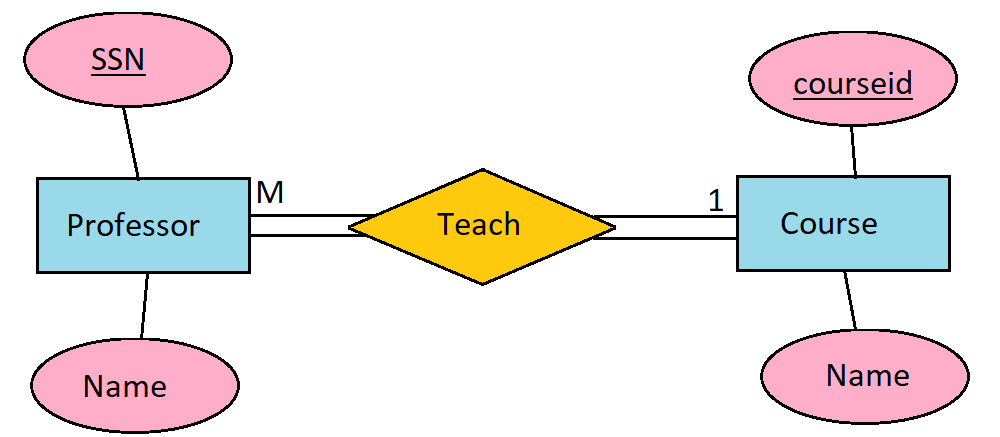 SSN
courseid
M
1
Professor
Teach
Course
Name
Name